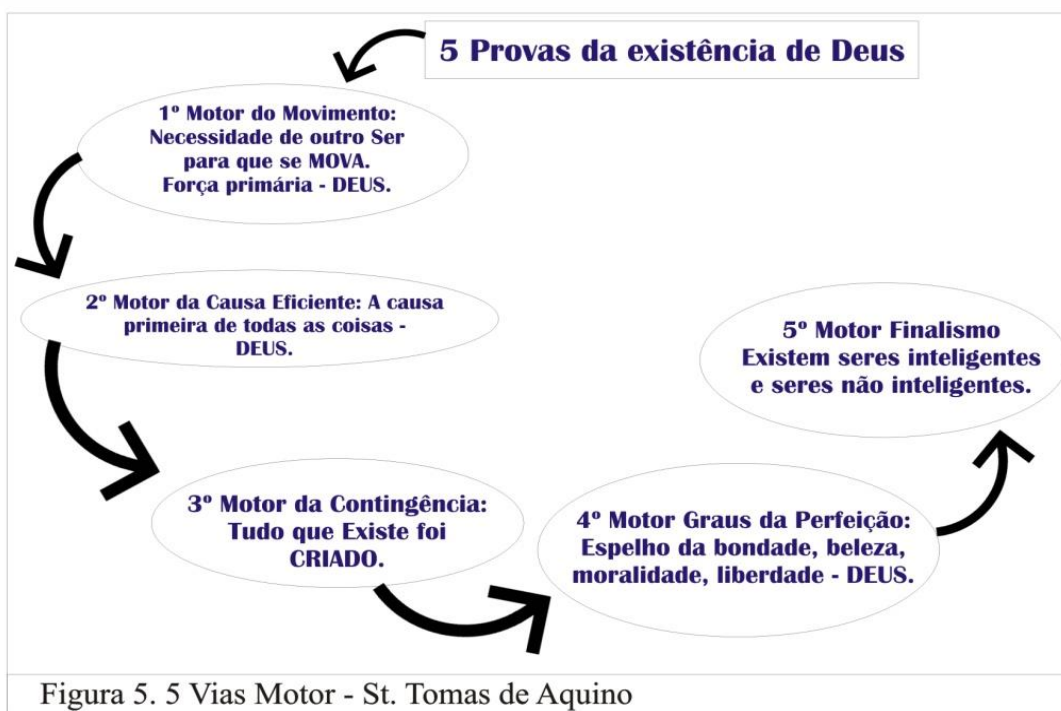 5 Provas da existência de Deus
1º Motor do Movimento:
Necessidade de outro Ser
para que se MOVA.
Força primária - DEUS.
2º Motor da Causa Eficiente: A causa
primeira de todas as coisas -
DEUS.
3º Motor da Contingência:
Tudo que Existe foi
CRIADO.
4º Motor Graus da Perfeição:
Espelho da bondade, beleza,
moralidade, liberdade - DEUS.
5º Motor Finalismo
Existem seres inteligentes
e seres não inteligentes.
Figura 5. 5 Vias Motor - St. Tomas de Aquino